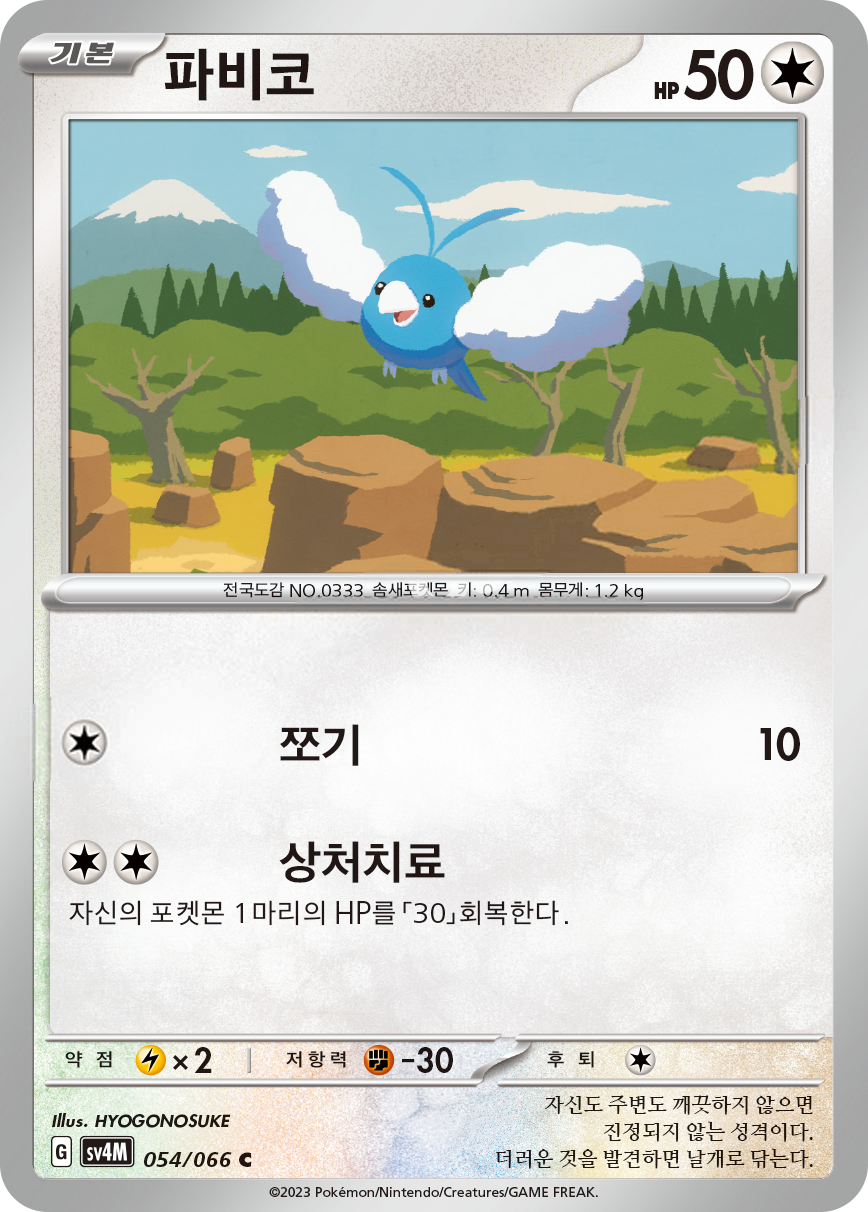 기본 파비코 HP 50
전국도감 NO.0333 솜새포켓몬 키: 0.4 m 몸무게: 1.2 kg
쪼기 10
상처치료
자신의 포켓몬 1마리의 HP를 「30」회복한다.
약점 ×2 저항력 -30 후퇴
자신도 주변도 깨끗하지 않으면
진정되지 않는 성격이다.
더러운 것을 발견하면 날개로 닦는다.
Illus. HYOGONOSUKE
G sv4M 054/066 C
©2023 Pokémon/Nintendo/Creatures/GAME FREAK.